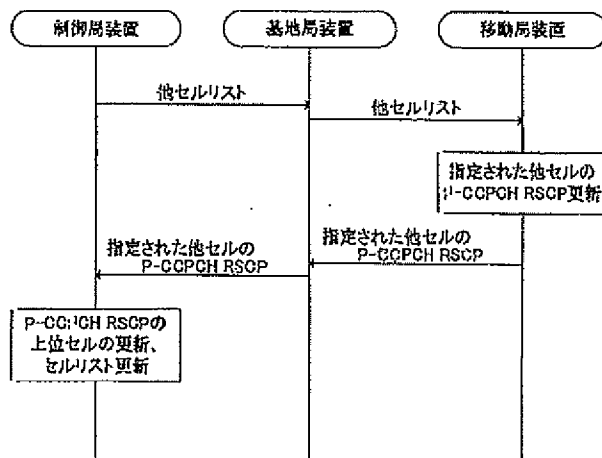 制御局装置
基地局装置
移動局装置
他セルリスト
他セルリスト
指定された他セルの
P-CCPCH RSCP更新
指定された他セルの
P-CCPCH RSCP
指定された他セルの
P-CCPCH RSCP
P-CCPCH RSCPの
上位セルの更新、
セルリスト更新